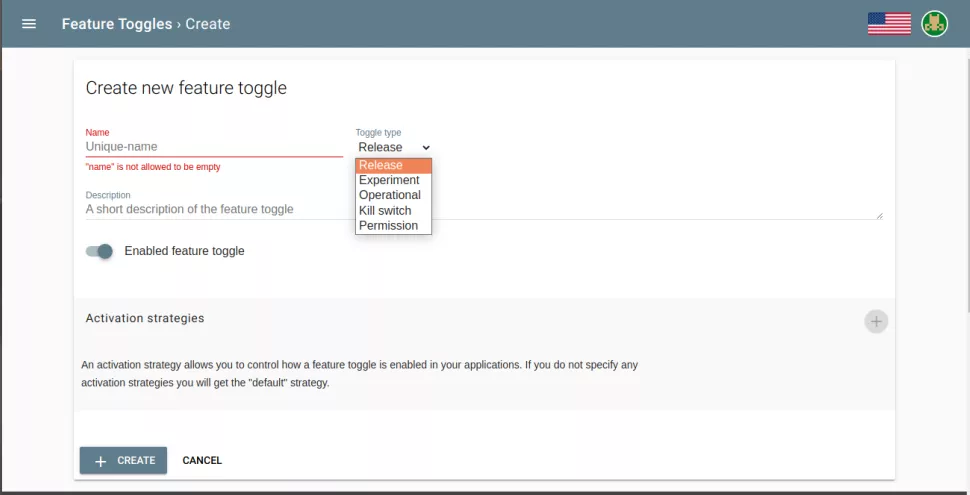 Feature Toggles › Create
Create new feature toggle
Name
Unique-name
"name" is not allowed to be empty
Toggle type
Release
Release
Experiment
Operational
Kill switch
Permission
Description
A short description of the feature toggle
Enabled feature toggle
Activation strategies
An activation strategy allows you to control how a feature toggle is enabled in your applications. If you do not specify any
activation strategies you will get the "default" strategy.
CREATE
CANCEL